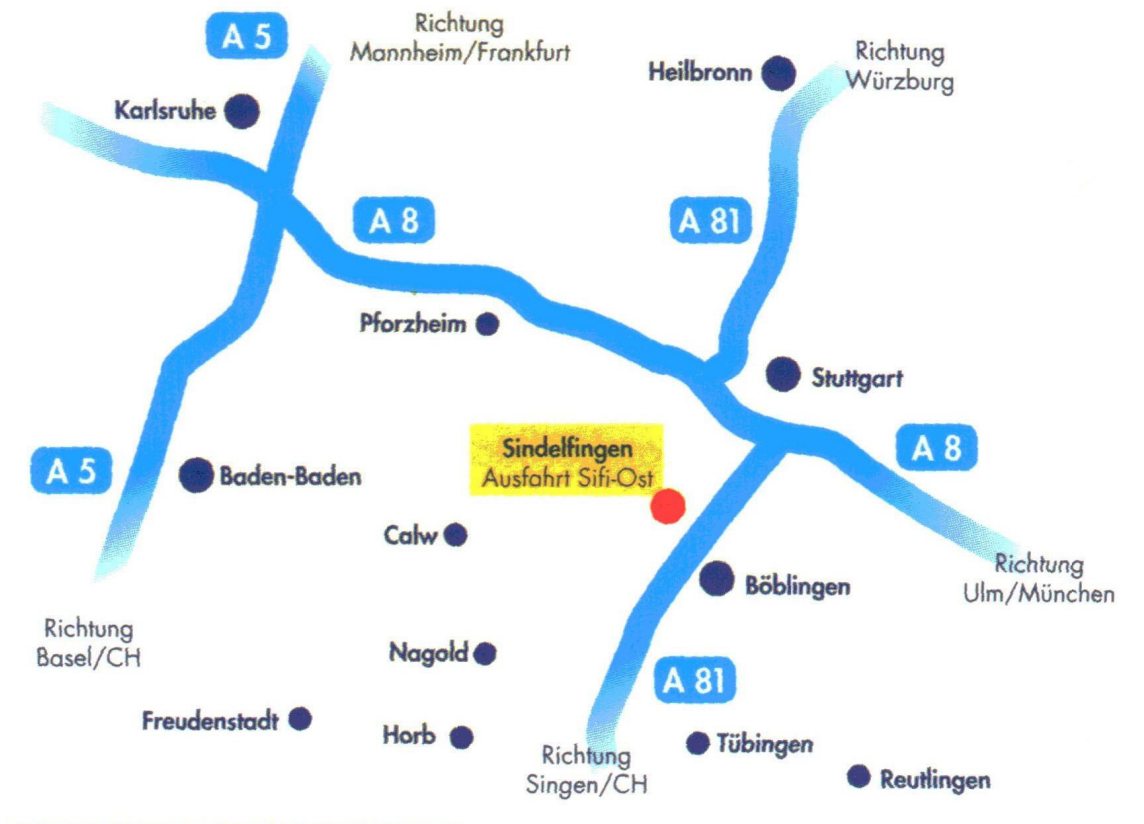 A 5
Richtung
Mannheim/Frankfurt
Heilbronn
Richtung
Würzburg
Karlsruhe
A 8
A 81
Pforzheim
Stuttgart
Sindelfingen
Ausfahrt Sifi-Ost
A 8
A 5
Baden-Baden
Calw
Richtung
Ulm/München
Böblingen
Richtung
Basel/CH
Nagold
A 81
Freudenstadt
Horb
Richtung
Singen/CH
Tübingen
Reutlingen